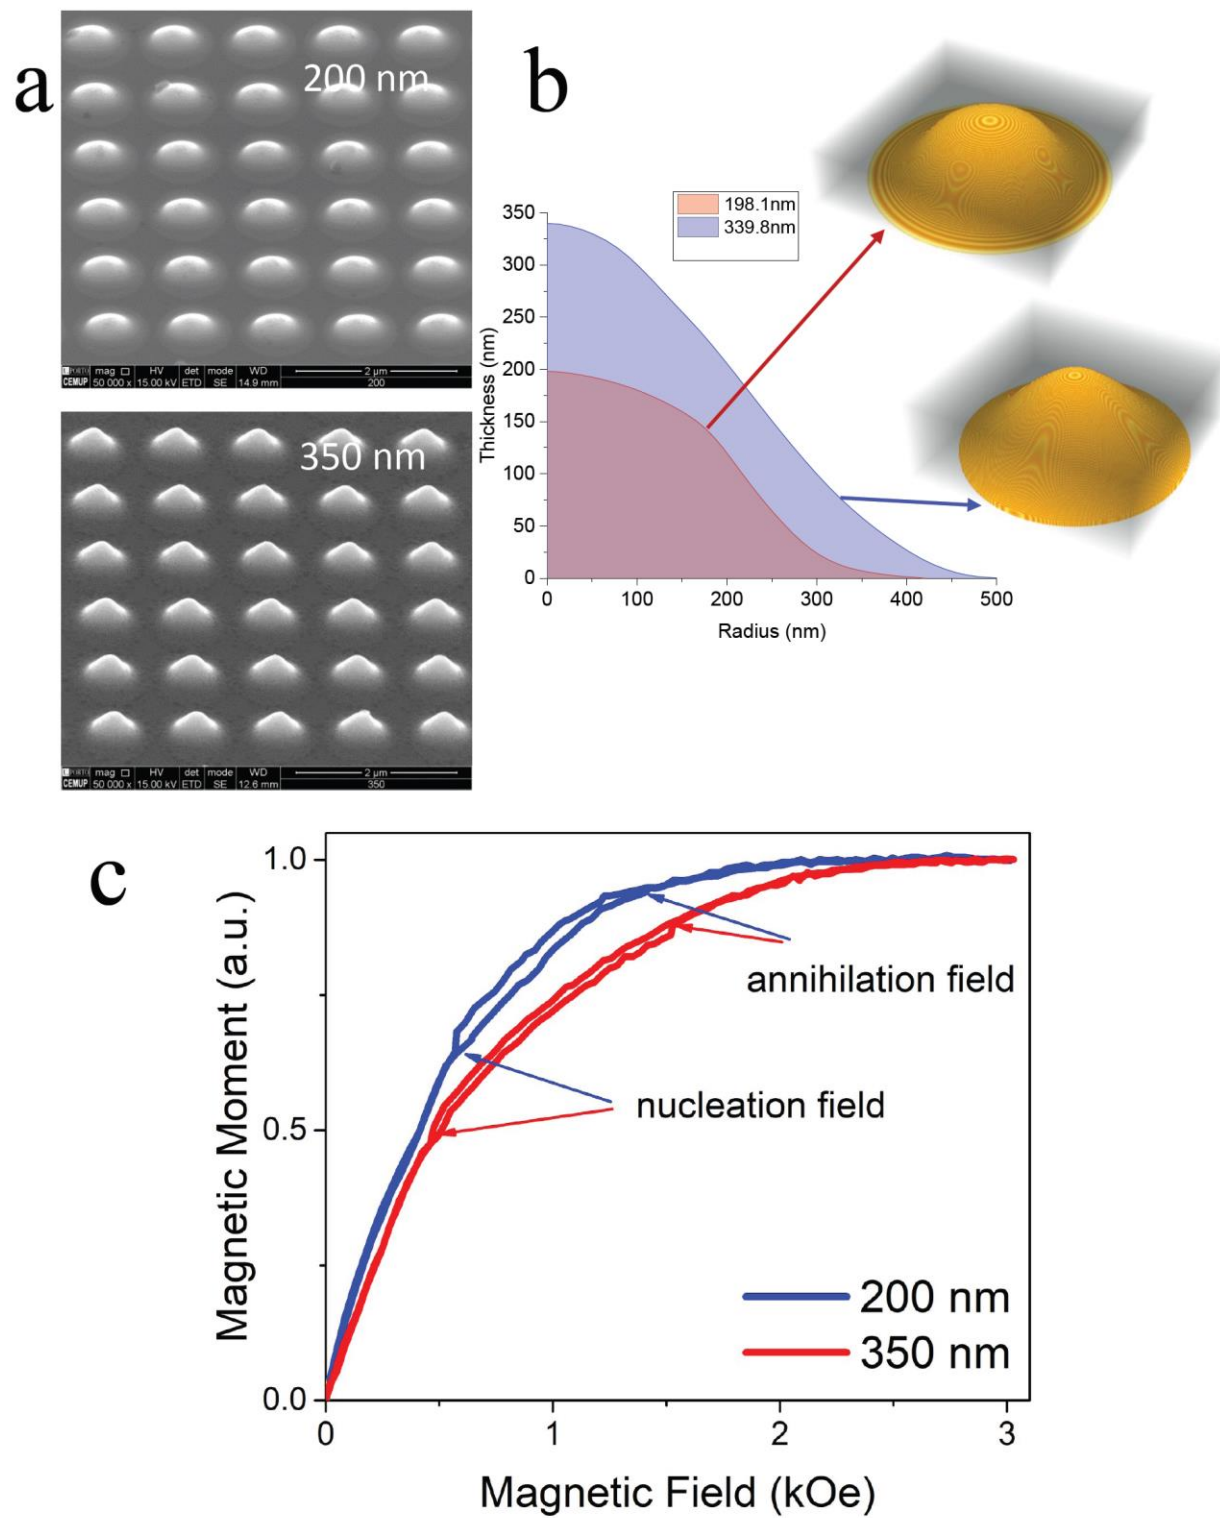 a
200 nm
mag □ HV det mode WD 2 µm
CEMUP 50 000 x 15.00 kV ETD SE 14.9 mm 200
350 nm
mag □ HV det mode WD 2 µm
CEMUP 50 000 x 15.00 kV ETD SE 12.6 mm 350
b
198.1nm
339.8nm
350
300
250
200
150
100
50
0
Thickness (nm)
0 100 200 300 400 500
Radius (nm)
c
1.0
0.5
0.0
Magnetic Moment (a.u.)
annihilation field
nucleation field
200 nm
350 nm
0 1 2 3
Magnetic Field (kOe)